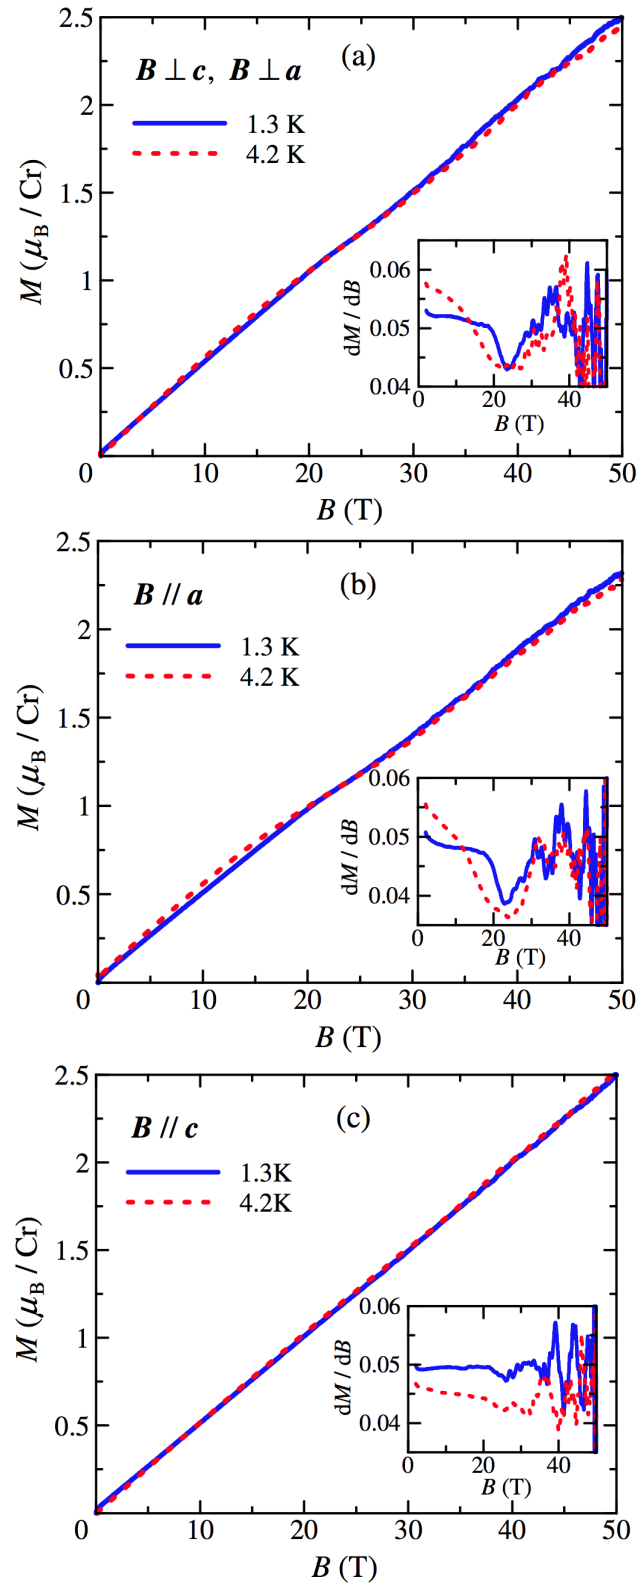 2.5
(a)
B ⊥ c, B ⊥ a
2
1.3 K
4.2 K
1.5
M (μB / Cr)
1
0.06
dM / dB
0.05
0.5
0.04
0 20 40
B (T)
0 10 20 30 40 50
B (T)
2.5
(b)
B // a
2
1.3 K
4.2 K
1.5
M (μB / Cr)
1
0.06
dM / dB
0.05
0.5
0.04
0 20 40
B (T)
0 10 20 30 40 50
B (T)
2.5
(c)
B // c
2
1.3K
4.2K
1.5
M (μB / Cr)
1
0.06
dM / dB
0.05
0.5
0.04
0 20 40
B (T)
0 10 20 30 40 50
B (T)